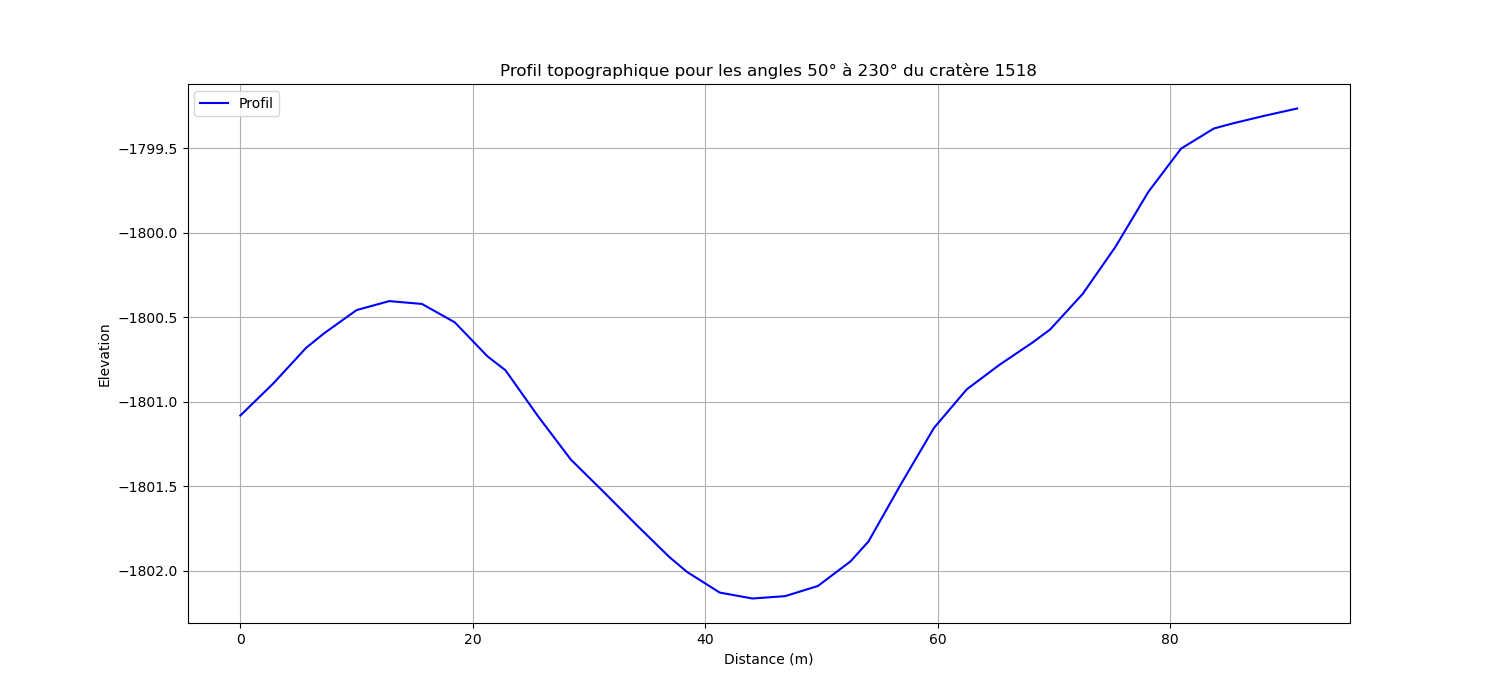 Profil topographique pour les angles 50° à 230° du cratère 1518
Profil
−1799.5
−1800.0
−1800.5
−1801.0
−1801.5
−1802.0
Elevation
0 20 40 60 80
Distance (m)